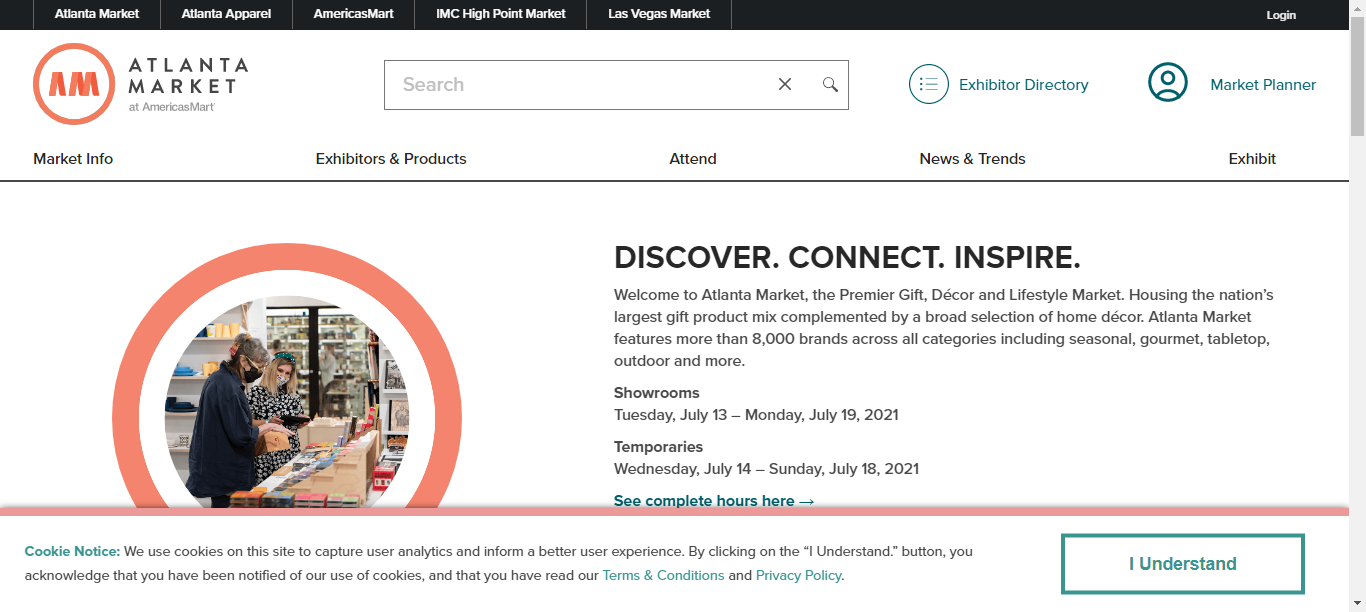 Atlanta Market
Atlanta Apparel
AmericasMart
IMC High Point Market
Las Vegas Market
Login
AM
ATLANTA
MARKET
at AmericasMart
Search
Exhibitor Directory
Market Planner
Market Info
Exhibitors & Products
Attend
News & Trends
Exhibit
DISCOVER. CONNECT. INSPIRE.
Welcome to Atlanta Market, the Premier Gift, Décor and Lifestyle Market. Housing the nation’s
largest gift product mix complemented by a broad selection of home décor. Atlanta Market
features more than 8,000 brands across all categories including seasonal, gourmet, tabletop,
outdoor and more.
Showrooms
Tuesday, July 13 – Monday, July 19, 2021
Temporaries
Wednesday, July 14 – Sunday, July 18, 2021
See complete hours here →
Cookie Notice: We use cookies on this site to capture user analytics and inform a better user experience. By clicking on the “I Understand.” button, you
acknowledge that you have been notified of our use of cookies, and that you have read our Terms & Conditions and Privacy Policy.
I Understand